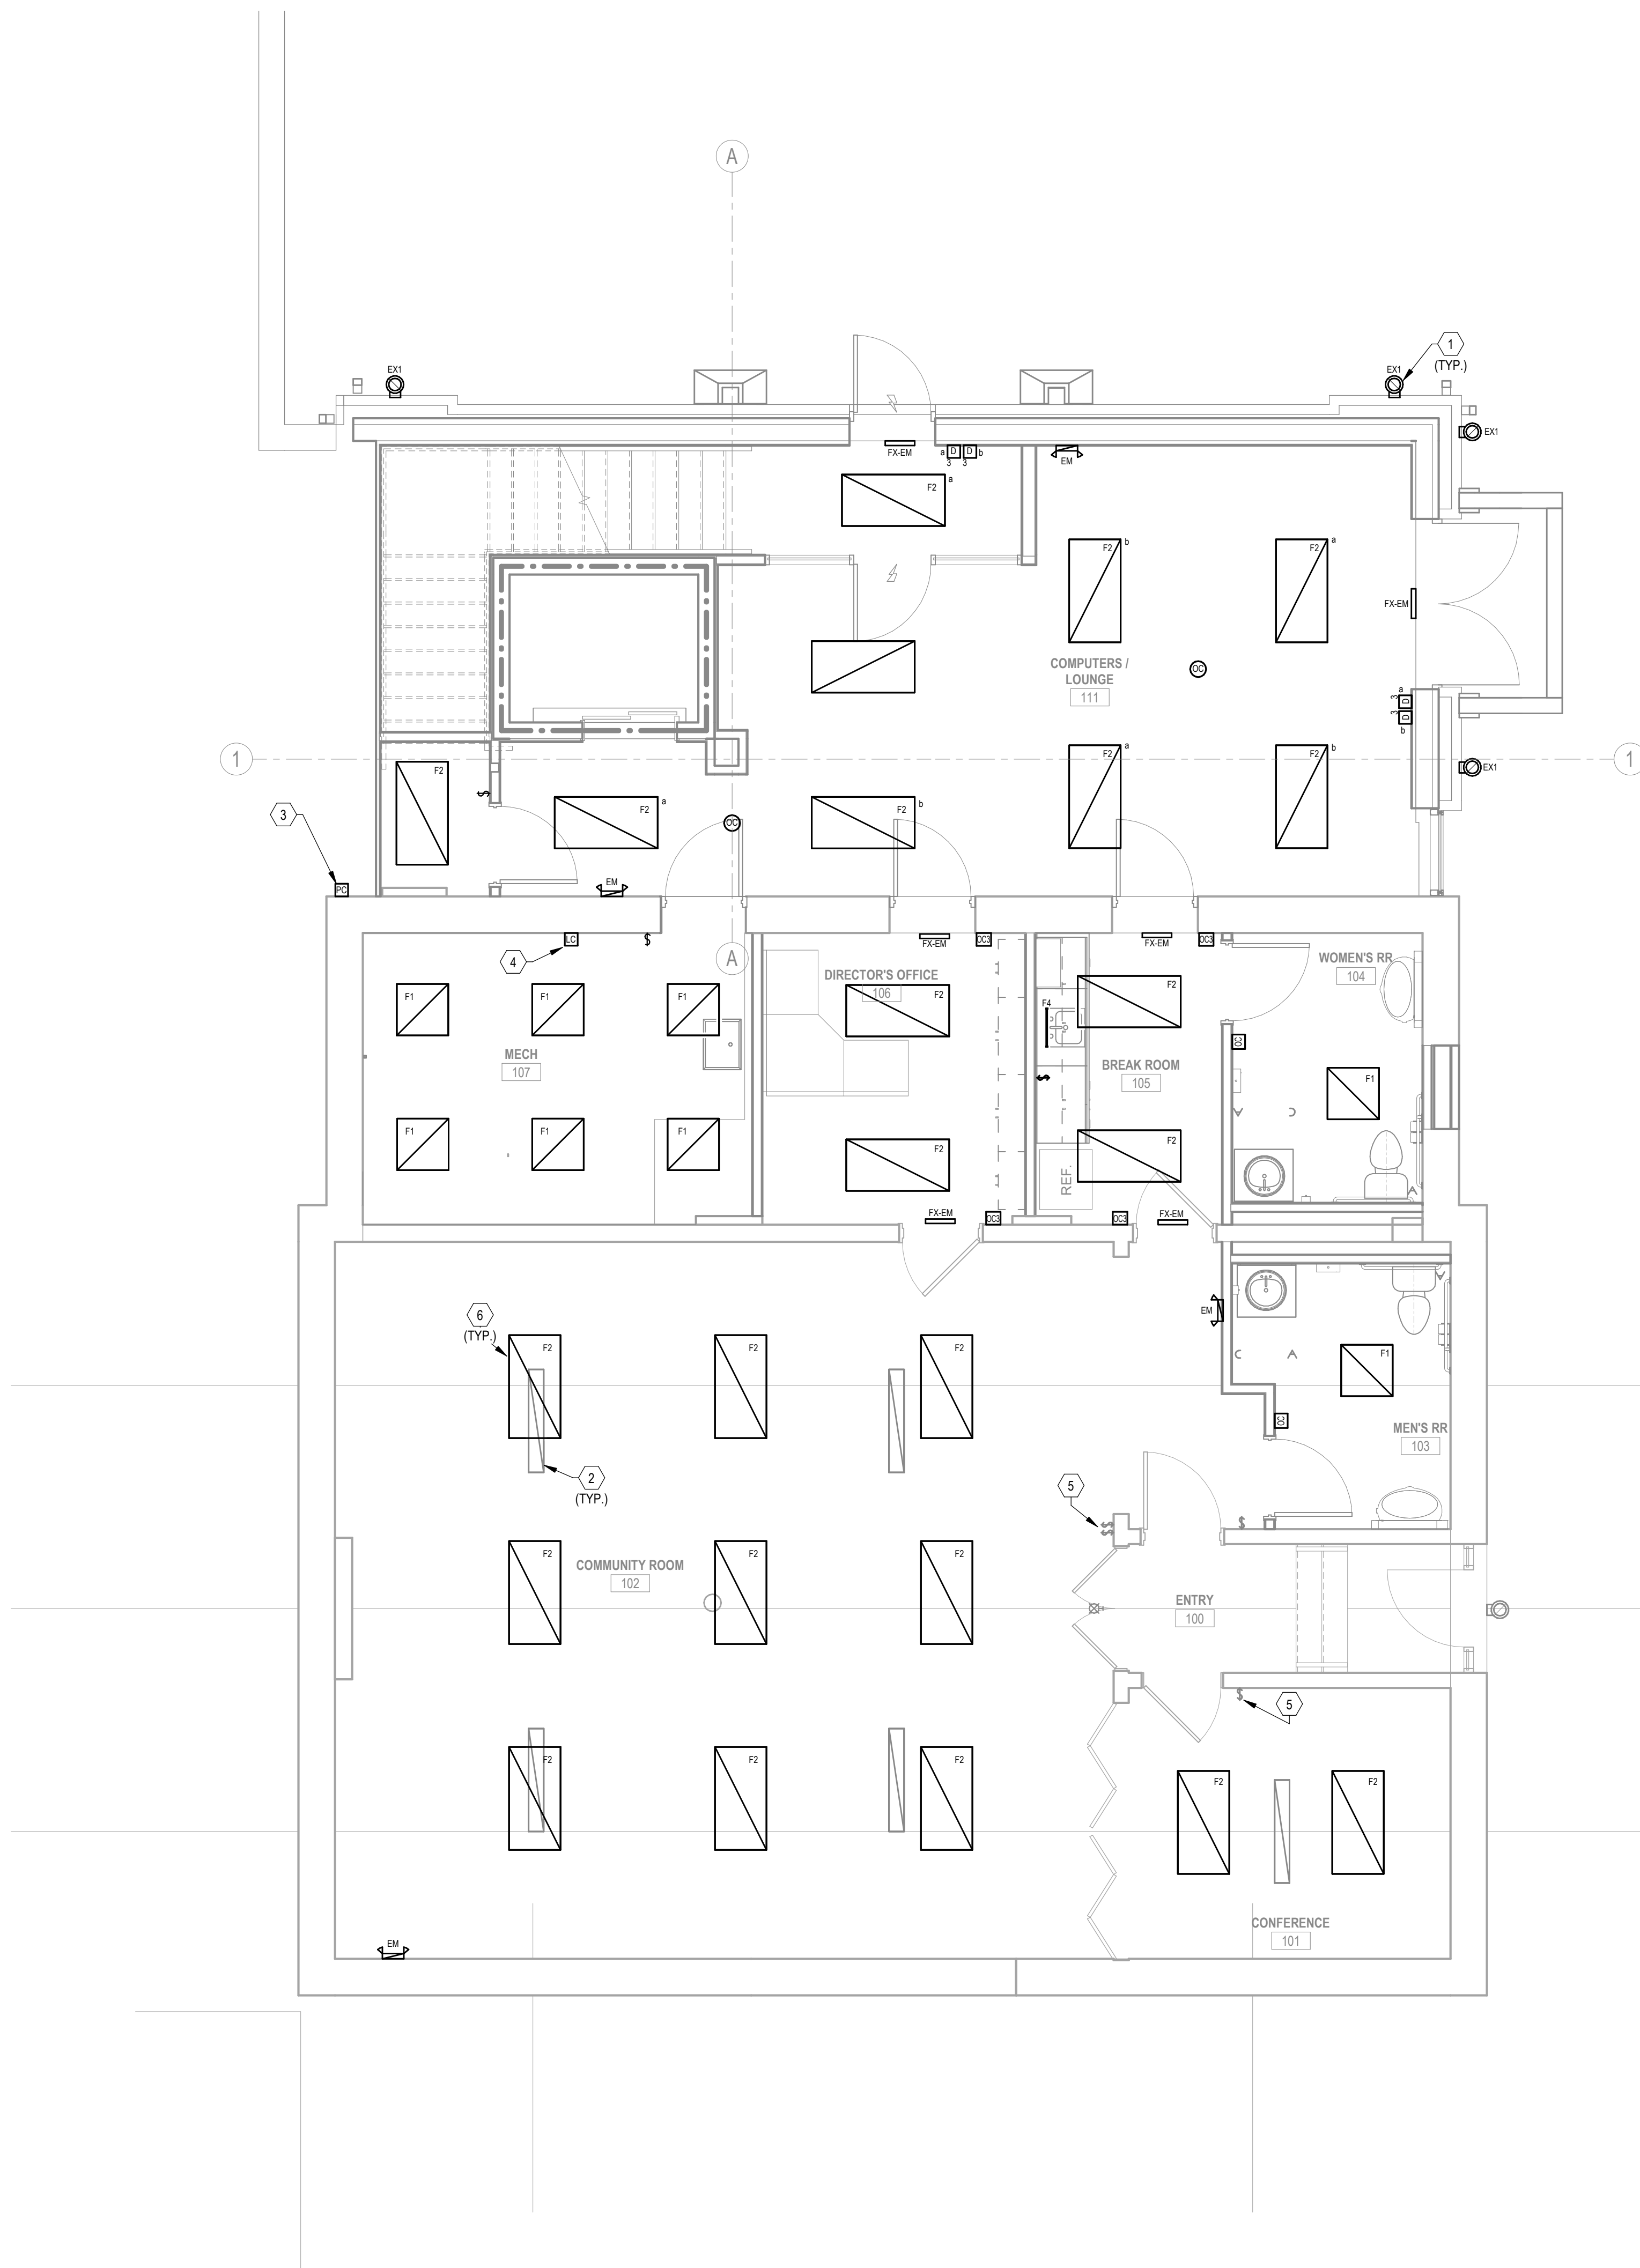 A
1
(TYP.)
EX1
EX1
EX1
FX-EM
a
D
D
b
3
3
EM
F2
a
F2
b
F2
a
FX-EM
COMPUTERS /
LOUNGE
111
OC
a
3
D
3
D
b
1
1
F2
a
F2
b
EX1
F2
3
F2
a
OC
F2
b
PC
EM
LC
$
4
A
FX-EM
OC3
FX-EM
OC3
DIRECTOR'S OFFICE
106
WOMEN'S RR
104
F1
F1
F1
F2
F4
F2
MECH
107
BREAK ROOM
105
OC
F1
F1
F1
F1
F2
F2
REF.
FX-EM
OC3
OC3
FX-EM
6
(TYP.)
EM
F2
F2
F2
F1
MEN'S RR
103
OC
2
(TYP.)
5
F2
F2
F2
COMMUNITY ROOM
102
ENTRY
100
5
F2
F2
F2
F2
F2
CONFERENCE
101
EM